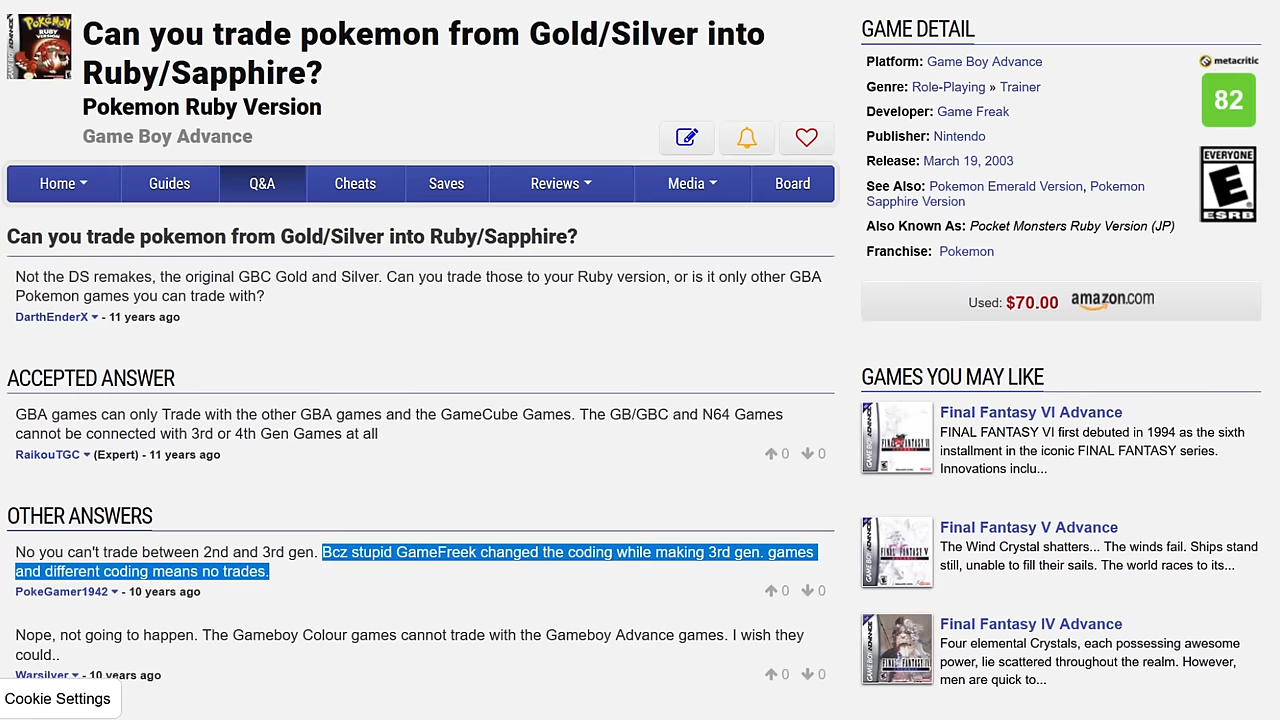 Can you trade pokemon from Gold/Silver into
Ruby/Sapphire?
Pokemon Ruby Version
Game Boy Advance
Home
Guides
Q&A
Cheats
Saves
Reviews
Media
Board
Can you trade pokemon from Gold/Silver into Ruby/Sapphire?
Not the DS remakes, the original GBC Gold and Silver. Can you trade those to your Ruby version, or is it only other GBA
Pokemon games you can trade with?
DarthEnderX - 11 years ago
ACCEPTED ANSWER
GBA games can only Trade with the other GBA games and the GameCube Games. The GB/GBC and N64 Games
cannot be connected with 3rd or 4th Gen Games at all
RaikouTGC (Expert) - 11 years ago
0 0
OTHER ANSWERS
No you can't trade between 2nd and 3rd gen. Bcz stupid GameFreek changed the coding while making 3rd gen. games
and different coding means no trades.
PokeGamer1942 - 10 years ago
0 0
Nope, not going to happen. The Gameboy Colour games cannot trade with the Gameboy Advance games. I wish they
could..
Warsilver - 10 years ago
0 0
Cookie Settings
GAME DETAIL
Platform: Game Boy Advance
Genre: Role-Playing » Trainer
Developer: Game Freak
Publisher: Nintendo
Release: March 19, 2003
See Also: Pokemon Emerald Version, Pokemon
Sapphire Version
Also Known As: Pocket Monsters Ruby Version (JP)
Franchise: Pokemon
metacritic
82
EVERYONE
E
ESRB
Used: $70.00 amazon.com
GAMES YOU MAY LIKE
Final Fantasy VI Advance
FINAL FANTASY VI first debuted in 1994 as the sixth
installment in the iconic FINAL FANTASY series.
Innovations inclu...
Final Fantasy V Advance
The Wind Crystal shatters... The winds fail. Ships stand
still, unable to fill their sails. The world races to its...
Final Fantasy IV Advance
Four elemental Crystals, each possessing awesome
power, lie scattered throughout the realm. However,
men are quick to...